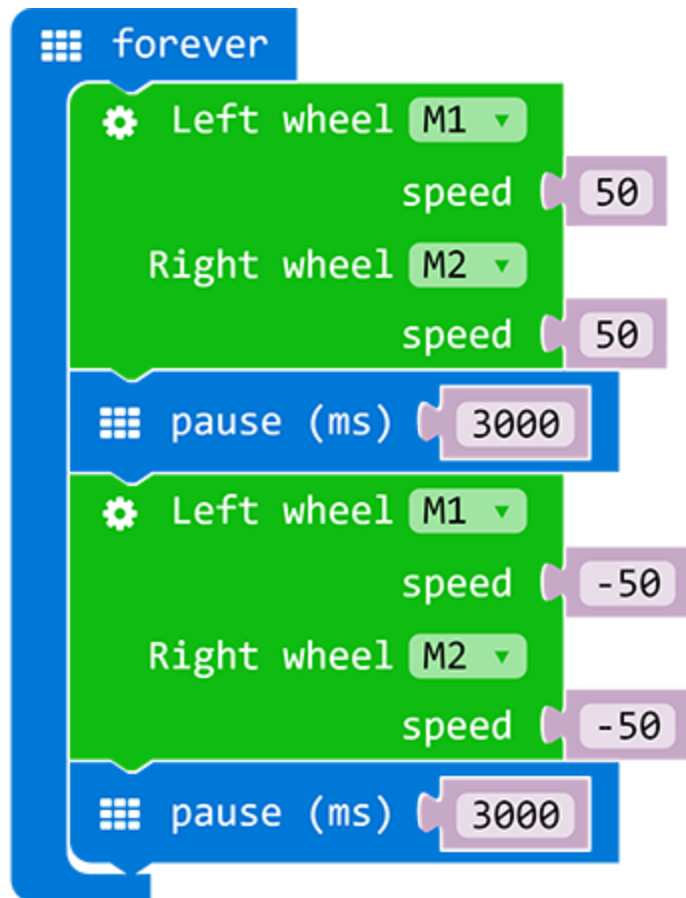 forever
Left wheel M1
speed 50
Right wheel M2
speed 50
pause (ms) 3000
Left wheel M1
speed -50
Right wheel M2
speed -50
pause (ms) 3000